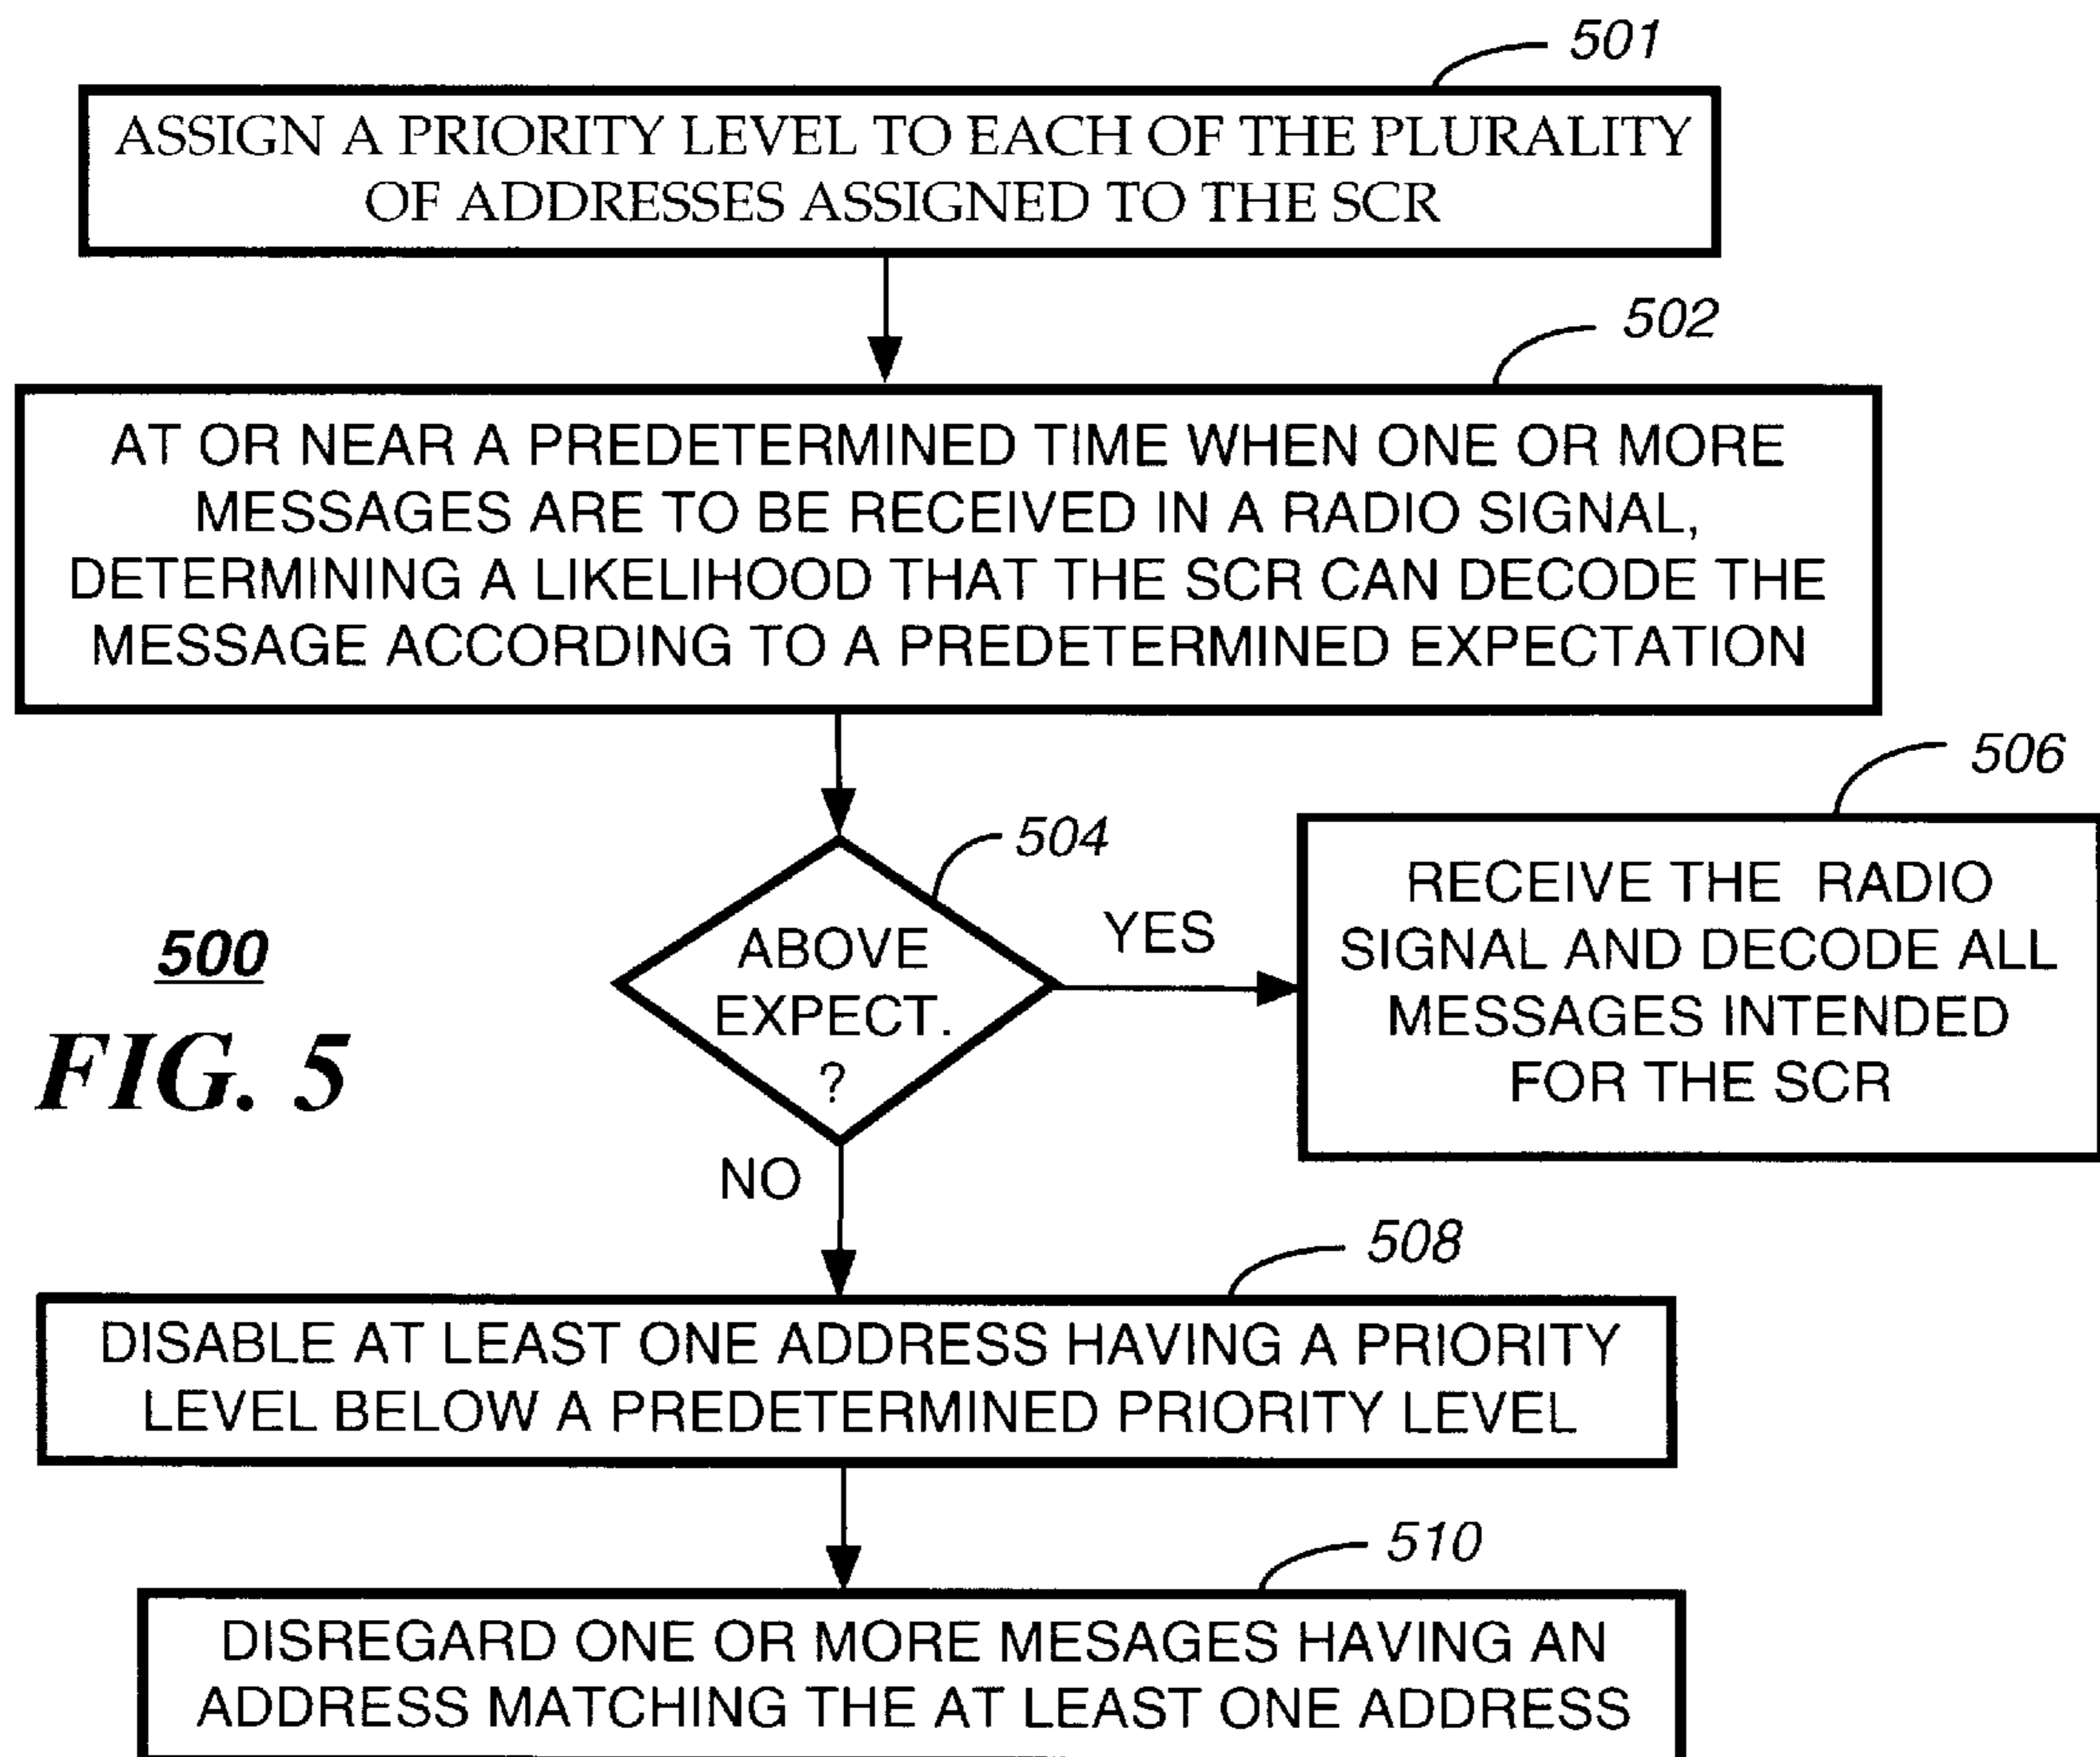 501
ASSIGN A PRIORITY LEVEL TO EACH OF THE PLURALITY
OF ADDRESSES ASSIGNED TO THE SCR
502
AT OR NEAR A PREDETERMINED TIME WHEN ONE OR MORE
MESSAGES ARE TO BE RECEIVED IN A RADIO SIGNAL,
DETERMINING A LIKELIHOOD THAT THE SCR CAN DECODE THE
MESSAGE ACCORDING TO A PREDETERMINED EXPECTATION
504
ABOVE
EXPECT.
?
YES
506
RECEIVE THE RADIO
SIGNAL AND DECODE ALL
MESSAGES INTENDED
FOR THE SCR
500
FIG. 5
NO
508
DISABLE AT LEAST ONE ADDRESS HAVING A PRIORITY
LEVEL BELOW A PREDETERMINED PRIORITY LEVEL
510
DISREGARD ONE OR MORE MESAGES HAVING AN
ADDRESS MATCHING THE AT LEAST ONE ADDRESS